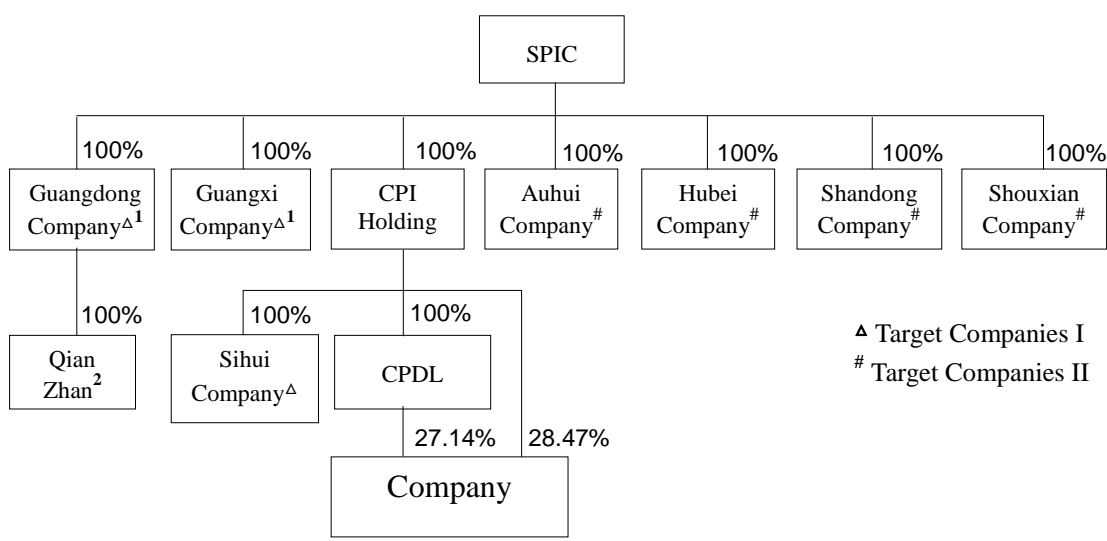 SPIC
100% 100% 100% 100% 100% 100% 100%
Guangdong
Company△1
Guangxi
Company△1
CPI
Holding
Auhui
Company#
Hubei
Company#
Shandong
Company#
Shouxian
Company#
100% 100% 100%
Qian
Zhan2
Sihui
Company△
CPDL
△ Target Companies I
# Target Companies II
27.14% 28.47%
Company